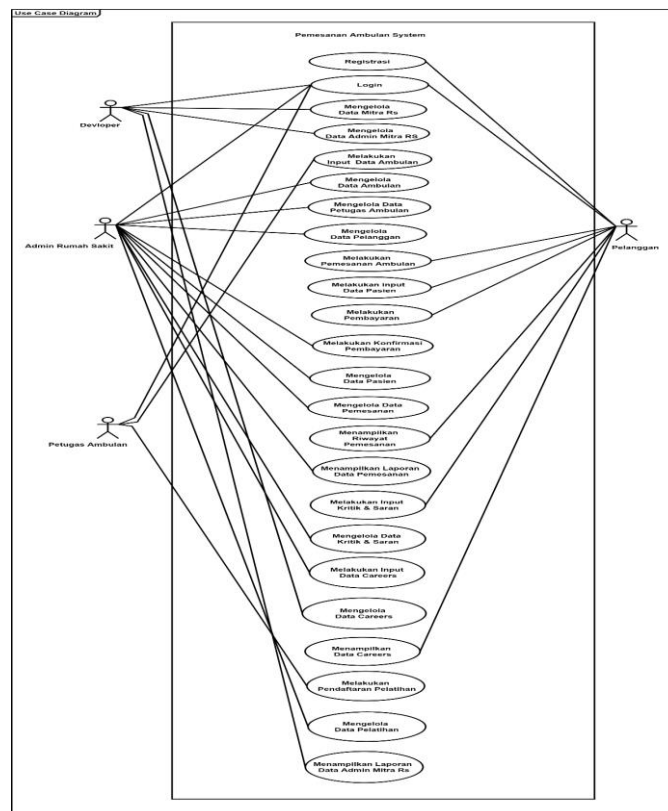 Use Case Diagram
Pemesanan Ambulan System
Registrasi
Login
Devloper
Mengelola
Data Mitra Rs
Mengelola
Data Admin Mitra RS
Melakukan
Input Data Ambulan
Mengelola
Data Ambulan
Mengelola Data
Petugas Ambulan
Admin Rumah Sakit
Mengelola
Data Pelanggan
Pelanggan
Melakukan
Pemesanan Ambulan
Melakukan Input
Data Pasien
Melakukan
Pembayaran
Melakukan Konfirmasi
Pembayaran
Mengelola
Data Pasien
Mengelola Data
Pemesanan
Petugas Ambulan
Menampilkan
Riwayat
Pemesanan
Menampilkan Laporan
Data Pemesanan
Melakukan Input
Kritik & Saran
Mengelola Data
Kritik & Saran
Melakukan Input
Data Careers
Mengelola
Data Careers
Menampilkan
Data Careers
Melakukan
Pendaftaran Pelatihan
Mengelola
Data Pelatihan
Menampilkan Laporan
Data Admin Mitra Rs